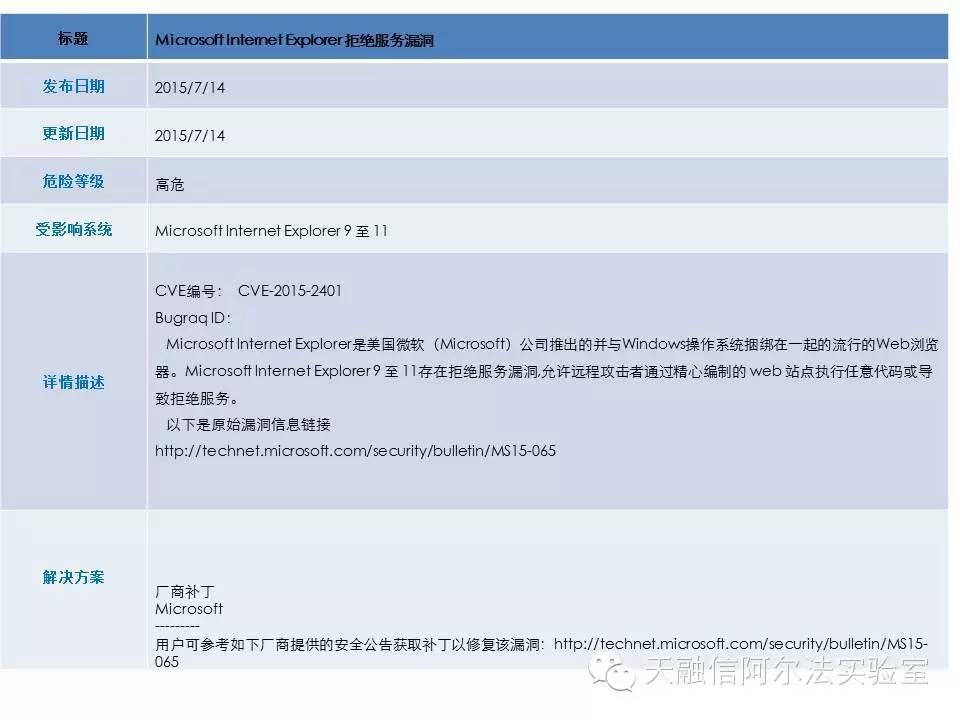 标题
Microsoft Internet Explorer 拒绝服务漏洞
发布日期
2015/7/14
更新日期
2015/7/14
危险等级
高危
受影响系统
Microsoft Internet Explorer 9 至 11
详情描述
CVE编号： CVE-2015-2401
Bugraq ID：
Microsoft Internet Explorer是美国微软（Microsoft）公司推出的并与Windows操作系统捆绑在一起的流行的Web浏览
器。Microsoft Internet Explorer 9 至 11存在拒绝服务漏洞,允许远程攻击者通过精心编制的 web 站点执行任意代码或导
致拒绝服务。
以下是原始漏洞信息链接
http://technet.microsoft.com/security/bulletin/MS15-065
解决方案
厂商补丁
Microsoft
---------
用户可参考如下厂商提供的安全公告获取补丁以修复该漏洞：http://technet.microsoft.com/security/bulletin/MS15-
065
天融信阿尔法实验室